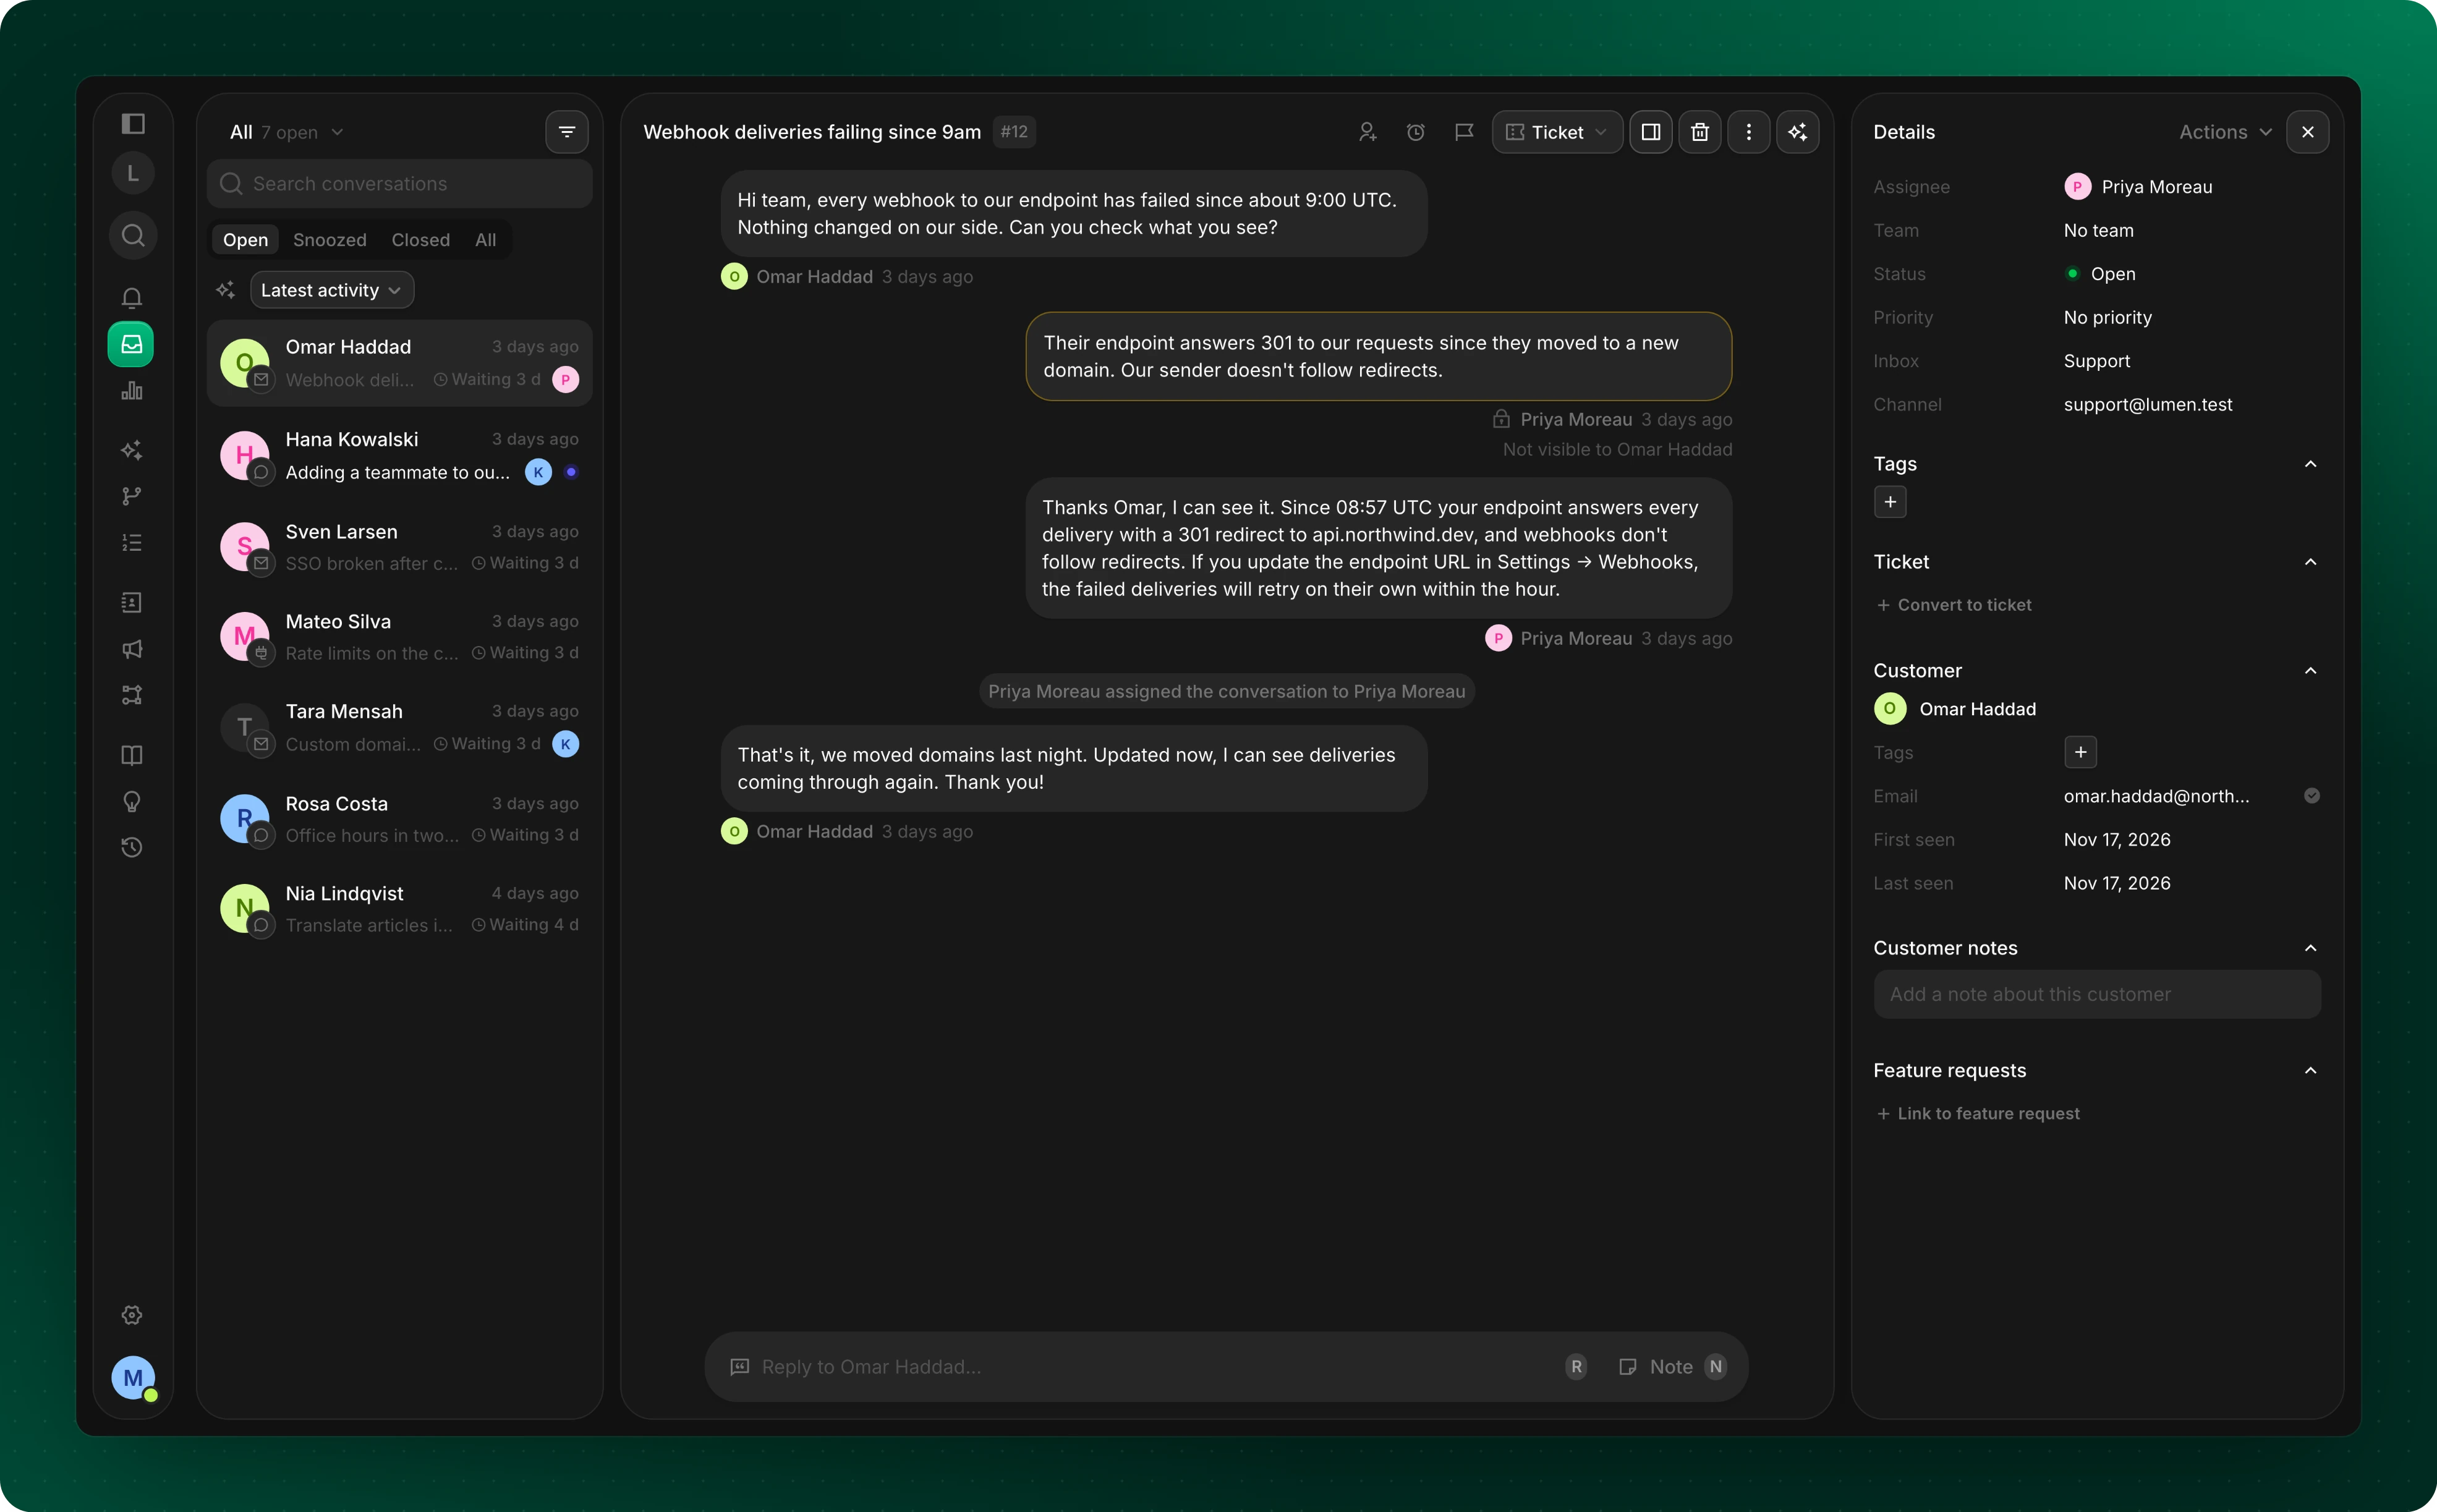 L
M
All 7 open
Search conversations
Open Snoozed Closed All
Latest activity
O Omar Haddad 3 days ago
Webhook deli... Waiting 3 d P
H Hana Kowalski 3 days ago
Adding a teammate to ou... K
S Sven Larsen 3 days ago
SSO broken after c... Waiting 3 d
M Mateo Silva 3 days ago
Rate limits on the c... Waiting 3 d
T Tara Mensah 3 days ago
Custom domai... Waiting 3 d K
R Rosa Costa 3 days ago
Office hours in two... Waiting 3 d
N Nia Lindqvist 4 days ago
Translate articles i... Waiting 4 d
Webhook deliveries failing since 9am #12 Ticket
Hi team, every webhook to our endpoint has failed since about 9:00 UTC.
Nothing changed on our side. Can you check what you see?
O Omar Haddad 3 days ago
Their endpoint answers 301 to our requests since they moved to a new
domain. Our sender doesn't follow redirects.
Priya Moreau 3 days ago
Not visible to Omar Haddad
Thanks Omar, I can see it. Since 08:57 UTC your endpoint answers every
delivery with a 301 redirect to api.northwind.dev, and webhooks don't
follow redirects. If you update the endpoint URL in Settings → Webhooks,
the failed deliveries will retry on their own within the hour.
P Priya Moreau 3 days ago
Priya Moreau assigned the conversation to Priya Moreau
That's it, we moved domains last night. Updated now, I can see deliveries
coming through again. Thank you!
O Omar Haddad 3 days ago
Reply to Omar Haddad... R Note N
Details Actions
Assignee P Priya Moreau
Team No team
Status Open
Priority No priority
Inbox Support
Channel support@lumen.test
Tags
+
Ticket
+ Convert to ticket
Customer
O Omar Haddad
Tags +
Email omar.haddad@north...
First seen Nov 17, 2026
Last seen Nov 17, 2026
Customer notes
Add a note about this customer
Feature requests
+ Link to feature request